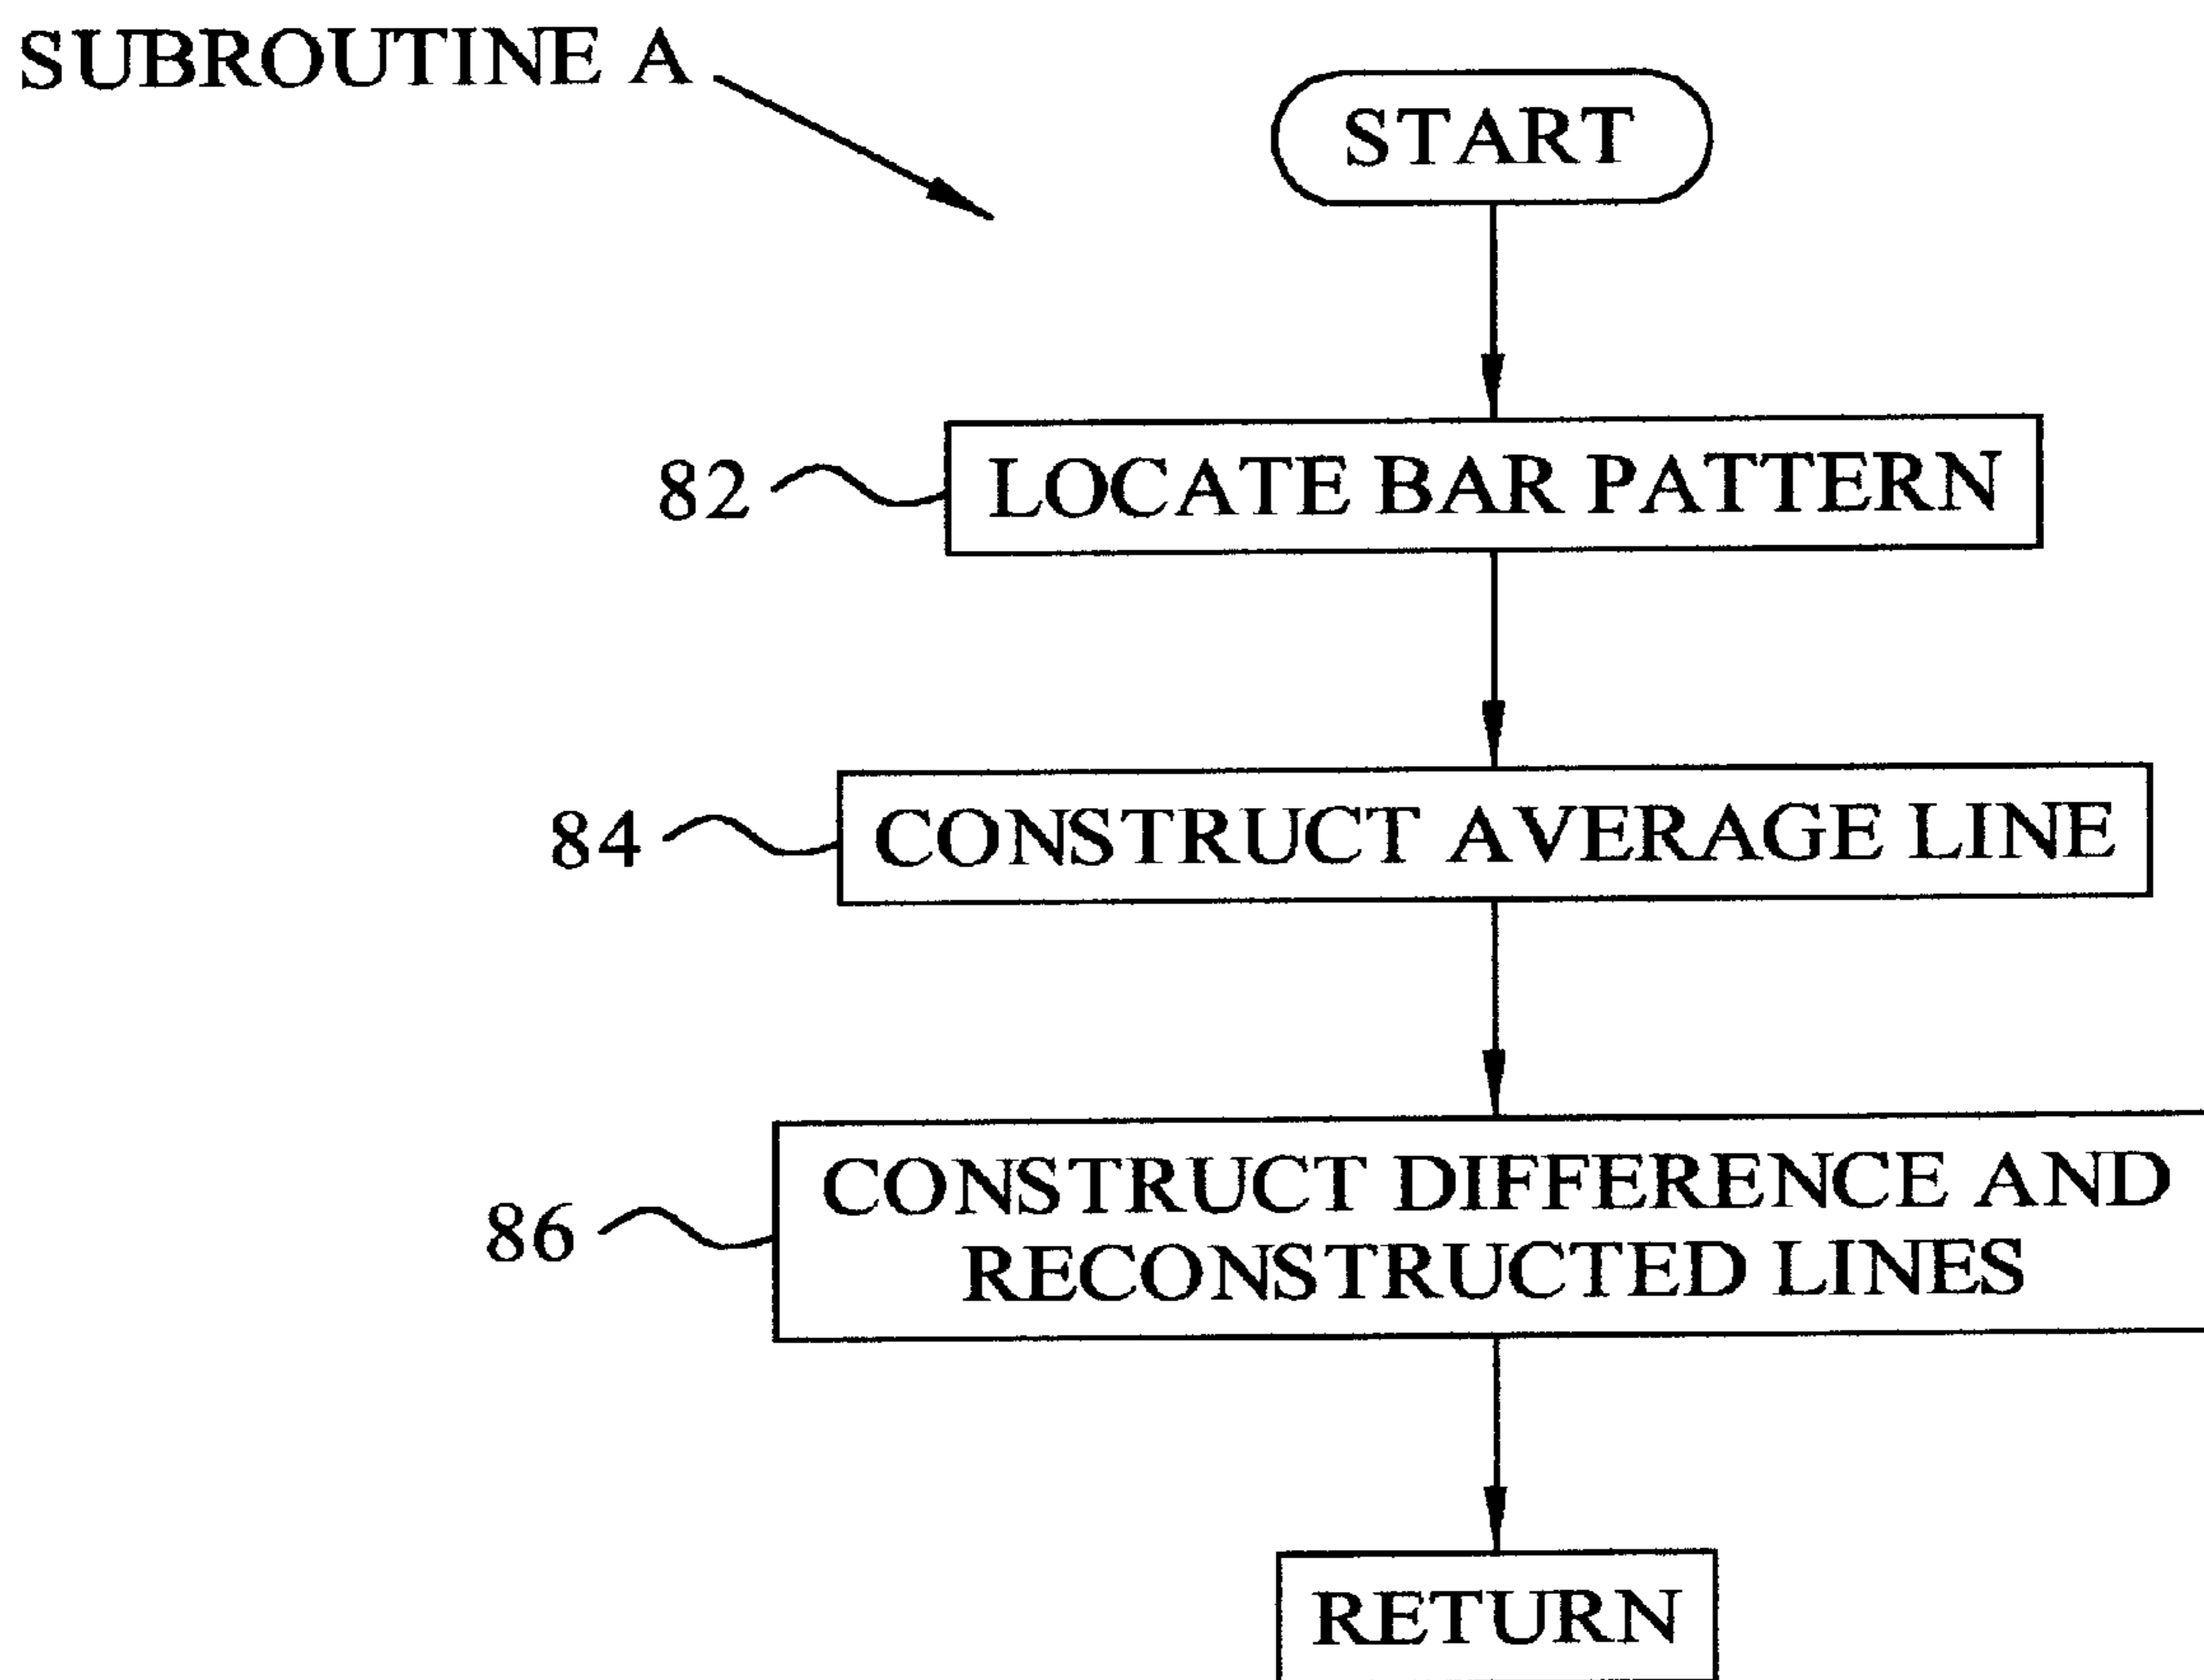 SUBROUTINE A
START
82
LOCATE BAR PATTERN
84
CONSTRUCT AVERAGE LINE
86
CONSTRUCT DIFFERENCE AND
RECONSTRUCTED LINES
RETURN